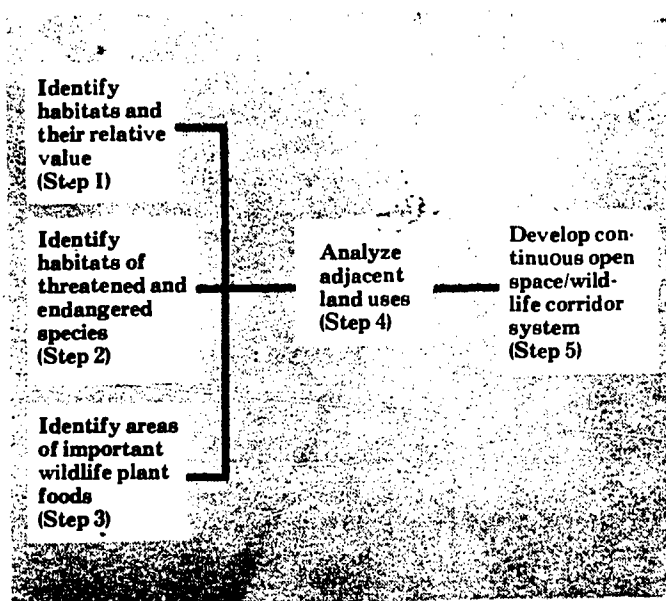 Identify
habitats and
their relative
value
(Step 1)
Identify
habitats of
threatened and
endangered
species
(Step 2)
Identify areas
of important
wildlife plant
foods
(Step 3)
Analyze
adjacent
land uses
(Step 4)
Develop con-
tinuous open
space/wild-
life corridor
system
(Step 5)